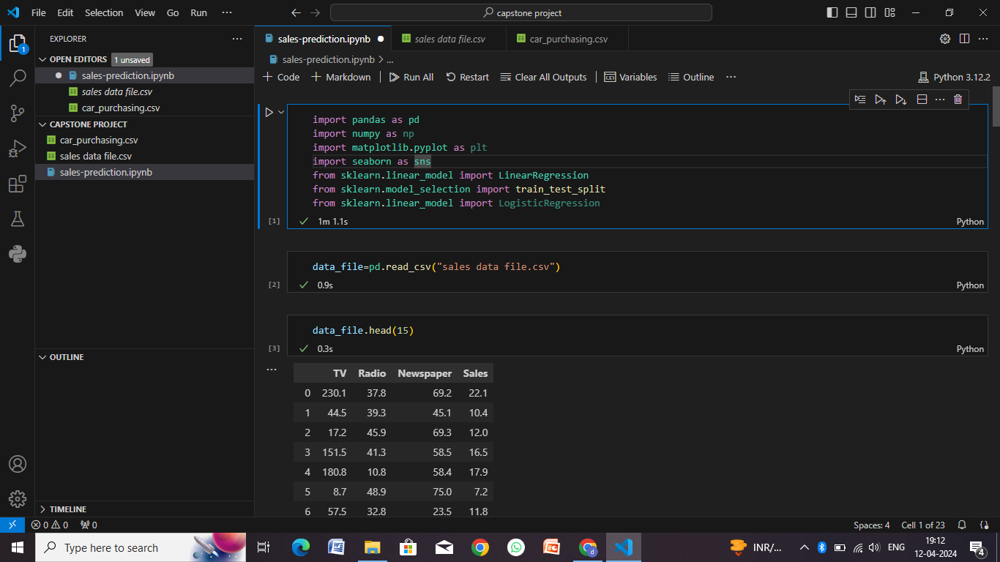 File Edit Selection View Go Run ··· ← → capstone project
EXPLORER ···
OPEN EDITORS 1 unsaved
sales-prediction.ipynb
sales data file.csv
car_purchasing.csv
CAPSTONE PROJECT
car_purchasing.csv
sales data file.csv
sales-prediction.ipynb
OUTLINE
TIMELINE
1
sales-prediction.ipynb sales data file.csv car_purchasing.csv ···
sales-prediction.ipynb > ...
+ Code + Markdown Run All Restart Clear All Outputs Variables Outline ··· Python 3.12.2
import pandas as pd
import numpy as np
import matplotlib.pyplot as plt
import seaborn as sns
from sklearn.linear_model import LinearRegression
from sklearn.model_selection import train_test_split
from sklearn.linear_model import LogisticRegression
[1] ✓ 1m 1.1s Python
data_file=pd.read_csv("sales data file.csv")
[2] ✓ 0.9s Python
data_file.head(15)
[3] ✓ 0.3s Python
... TV Radio Newspaper Sales
0 230.1 37.8 69.2 22.1
1 44.5 39.3 45.1 10.4
2 17.2 45.9 69.3 12.0
3 151.5 41.3 58.5 16.5
4 180.8 10.8 58.4 17.9
5 8.7 48.9 75.0 7.2
6 57.5 32.8 23.5 11.8
0 0 0 Spaces: 4 Cell 1 of 23
Type here to search INR/... ENG 19:12
12-04-2024 4